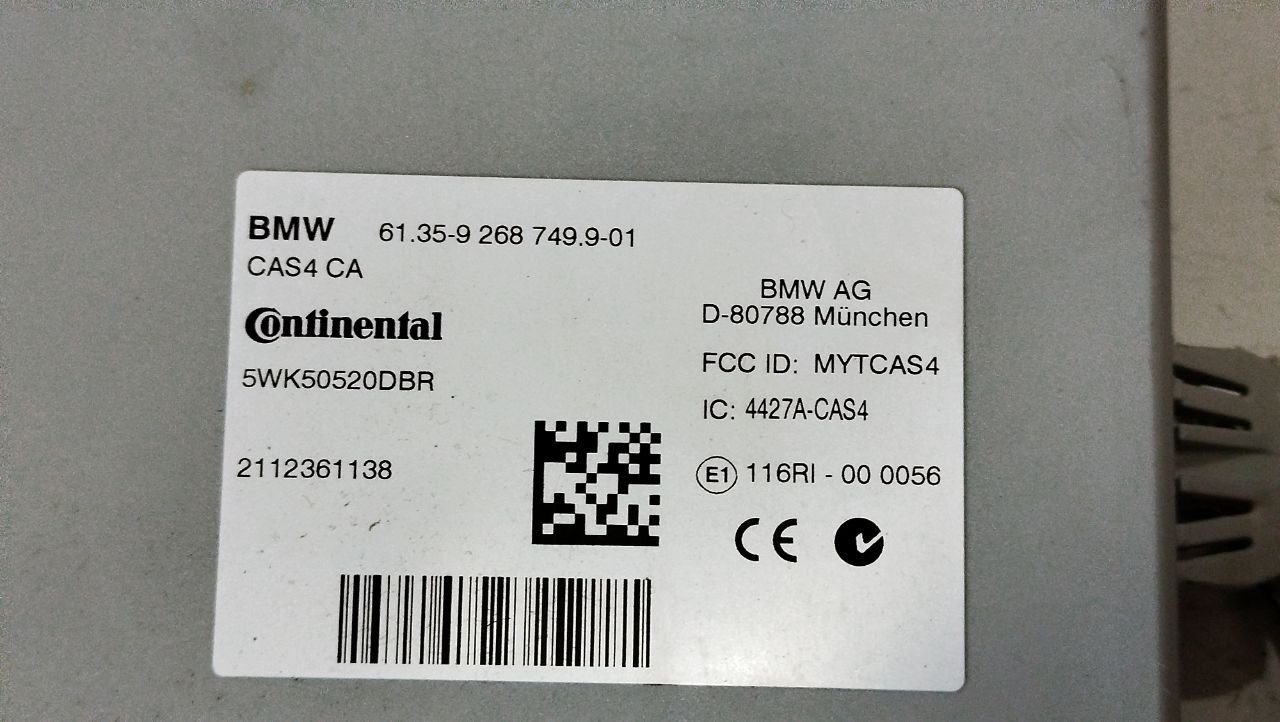 BMW 61.35-9 268 749.9-01
CAS4 CA
Continental
5WK50520DBR
2112361138
BMW AG
D-80788 München
FCC ID: MYTCAS4
IC: 4427A-CAS4
E1 116RI - 00 0056
CE